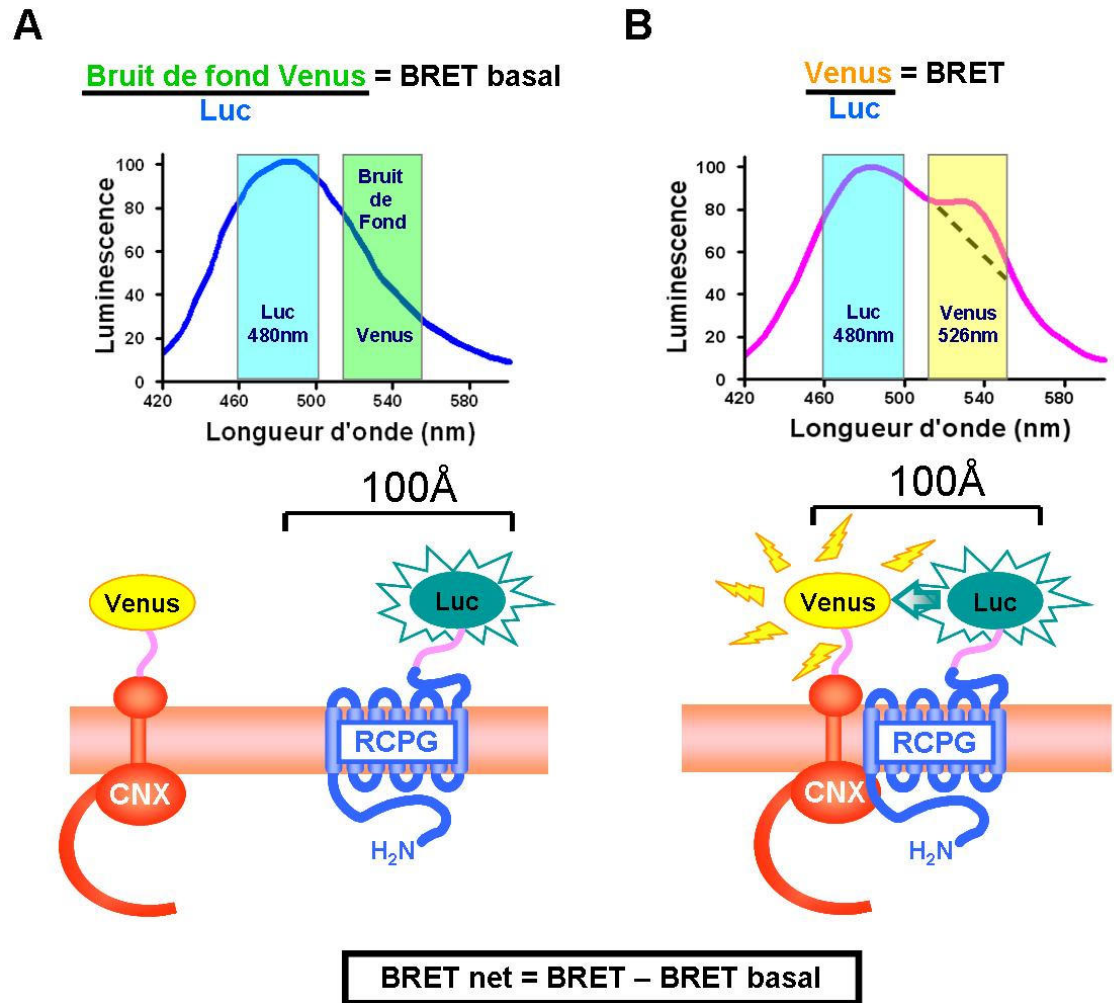 A
Bruit de fond Venus = BRET basal
Luc
Luminescence
100
80
60
40
20
0
Bruit
de
Fond
Luc
480nm
Venus
420 460 500 540 580
Longueur d'onde (nm)
100Å
Venus
Luc
RCPG
CNX
H₂N
B
Venus = BRET
Luc
Luminescence
100
80
60
40
20
0
Luc
480nm
Venus
526nm
420 460 500 540 580
Longueur d'onde (nm)
100Å
Venus
Luc
RCPG
CNX
H₂N
BRET net = BRET – BRET basal